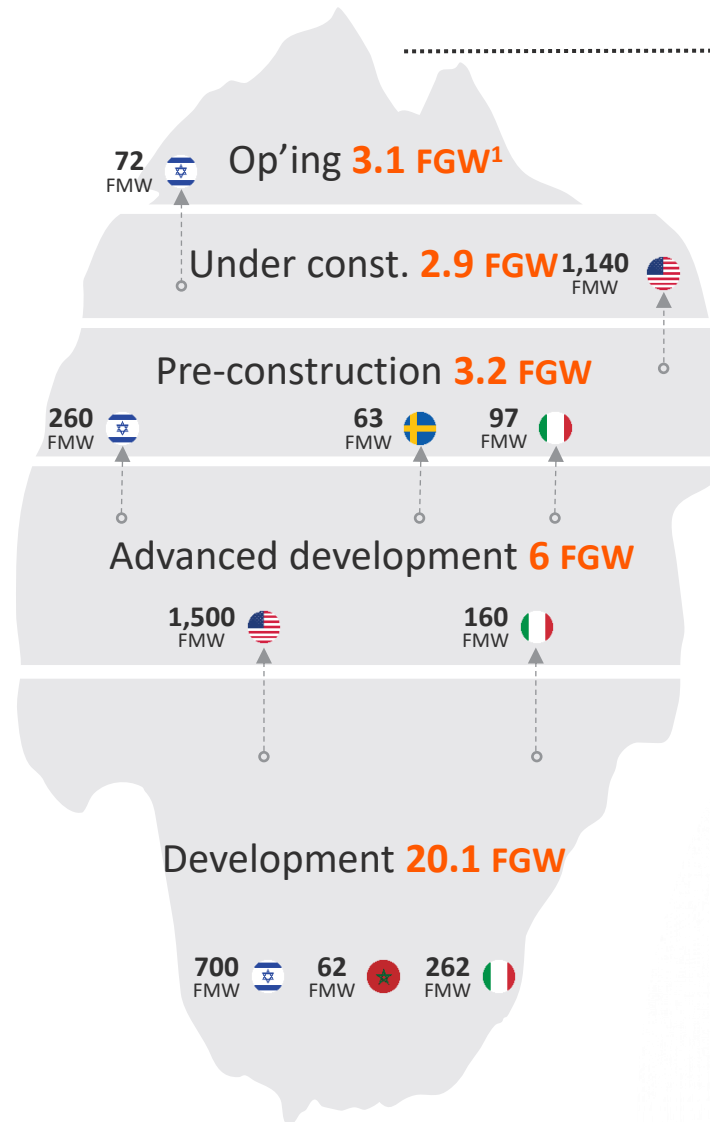 Op'ing 3.1 FGW¹
72
FMW
Under const. 2.9 FGW
1,140
FMW
Pre-construction 3.2 FGW
260
FMW
63
FMW
97
FMW
Advanced development 6 FGW
1,500
FMW
160
FMW
Development 20.1 FGW
700
FMW
62
FMW
262
FMW